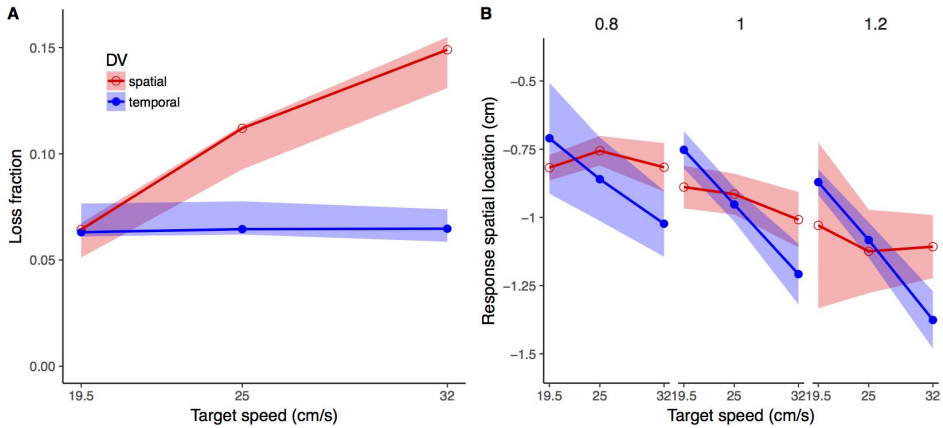 A
Loss fraction
0.15
0.10
0.05
0.00
DV
spatial
temporal
19.5 25 32
Target speed (cm/s)
B
0.8 1 1.2
Response spatial location (cm)
−0.5
−0.75
−1
−1.25
−1.5
19.5 25 32 19.5 25 32 19.5 25 32
Target speed (cm/s)